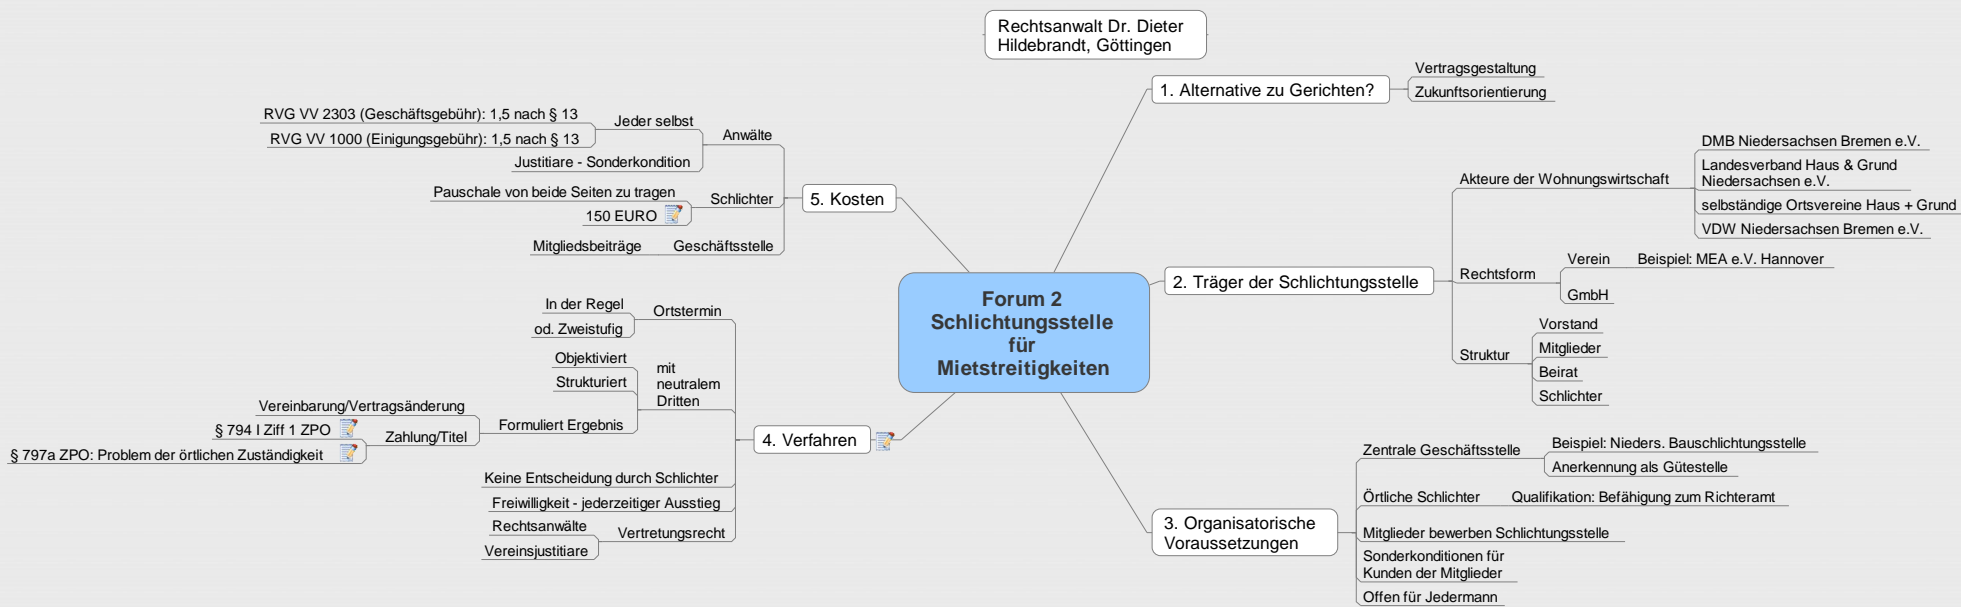 Rechtsanwalt Dr. Dieter
Hildebrandt, Göttingen
Forum 2
Schlichtungsstelle
für
Mietstreitigkeiten
1. Alternative zu Gerichten?
Vertragsgestaltung
Zukunftsorientierung
2. Träger der Schlichtungsstelle
Akteure der Wohnungswirtschaft
DMB Niedersachsen Bremen e.V.
Landesverband Haus & Grund
Niedersachsen e.V.
selbständige Ortsvereine Haus + Grund
VDW Niedersachsen Bremen e.V.
Rechtsform
Verein
Beispiel: MEA e.V. Hannover
GmbH
Struktur
Vorstand
Mitglieder
Beirat
Schlichter
3. Organisatorische
Voraussetzungen
Zentrale Geschäftsstelle
Beispiel: Nieders. Bauschlichtungsstelle
Anerkennung als Gütestelle
Örtliche Schlichter
Qualifikation: Befähigung zum Richteramt
Mitglieder bewerben Schlichtungsstelle
Sonderkonditionen für
Kunden der Mitglieder
Offen für Jedermann
4. Verfahren
Ortstermin
In der Regel
od. Zweistufig
mit
neutralem
Dritten
Objektiviert
Strukturiert
Formuliert Ergebnis
Vereinbarung/Vertragsänderung
Zahlung/Titel
§ 794 I Ziff 1 ZPO
§ 797a ZPO: Problem der örtlichen Zuständigkeit
Keine Entscheidung durch Schlichter
Freiwilligkeit - jederzeitiger Ausstieg
Vertretungsrecht
Rechtsanwälte
Vereinsjustitiare
5. Kosten
Anwälte
Jeder selbst
RVG VV 2303 (Geschäftsgebühr): 1,5 nach § 13
RVG VV 1000 (Einigungsgebühr): 1,5 nach § 13
Justitiare - Sonderkondition
Schlichter
Pauschale von beide Seiten zu tragen
150 EURO
Geschäftsstelle
Mitgliedsbeiträge